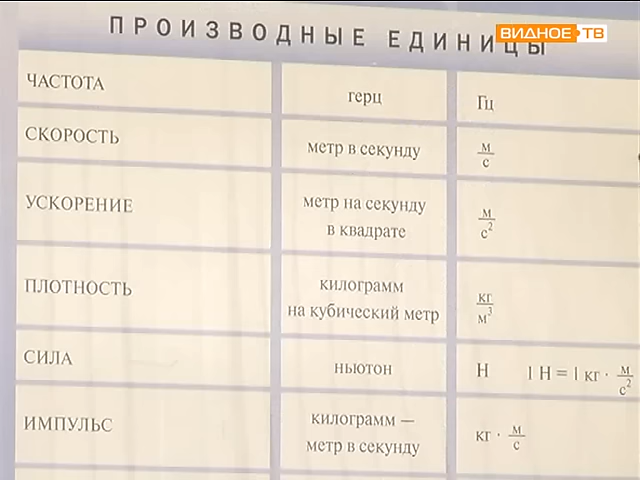 ВИДНОЕ ТВ
ПРОИЗВОДНЫЕ ЕДИНИЦЫ
ЧАСТОТА герц Гц
СКОРОСТЬ метр в секунду м/с
УСКОРЕНИЕ метр на секунду
в квадрате м/с²
ПЛОТНОСТЬ килограмм
на кубический метр кг/м³
СИЛА ньютон Н 1 Н = 1 кг · м/с²
ИМПУЛЬС килограмм —
метр в секунду кг · м/с